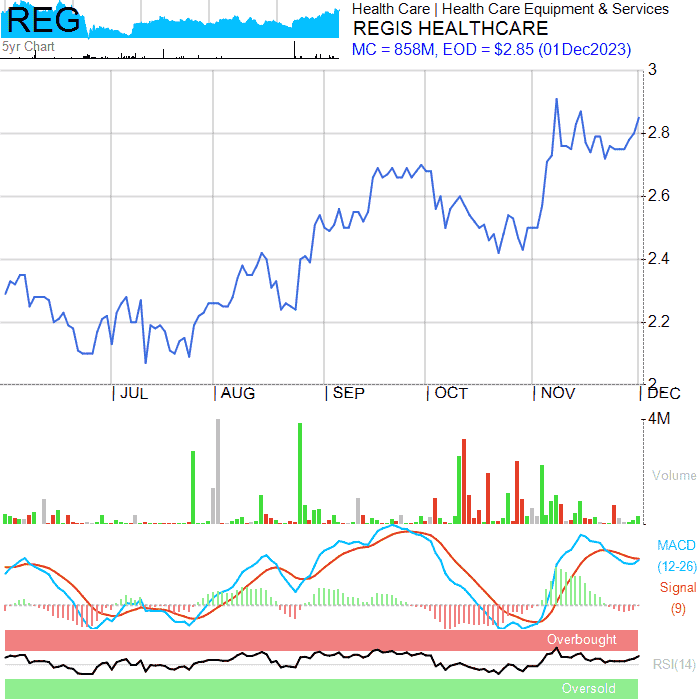 REG
5yr Chart
Health Care | Health Care Equipment & Services
REGIS HEALTHCARE
MC = 858M, EOD = $2.85 (01Dec2023)
3
2.8
2.6
2.4
2.2
2
JUL
AUG
SEP
OCT
NOV
DEC
4M
Volume
MACD
(12-26)
Signal
(9)
Overbought
RSI(14)
Oversold